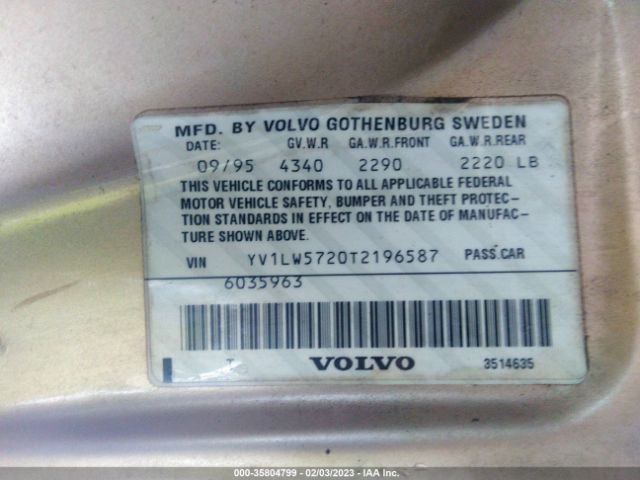 MFD. BY VOLVO GOTHENBURG SWEDEN
DATE: GV.W.R GA.W.R.FRONT GA.W.R.REAR
09/95 4340 2290 2220 LB
THIS VEHICLE CONFORMS TO ALL APPLICABLE FEDERAL
MOTOR VEHICLE SAFETY, BUMPER AND THEFT PROTEC-
TION STANDARDS IN EFFECT ON THE DATE OF MANUFAC-
TURE SHOWN ABOVE.
VIN YV1LW5720T2196587 PASS.CAR
6035963
VOLVO 3514635
000-35804799 - 02/03/2023 - IAA Inc.